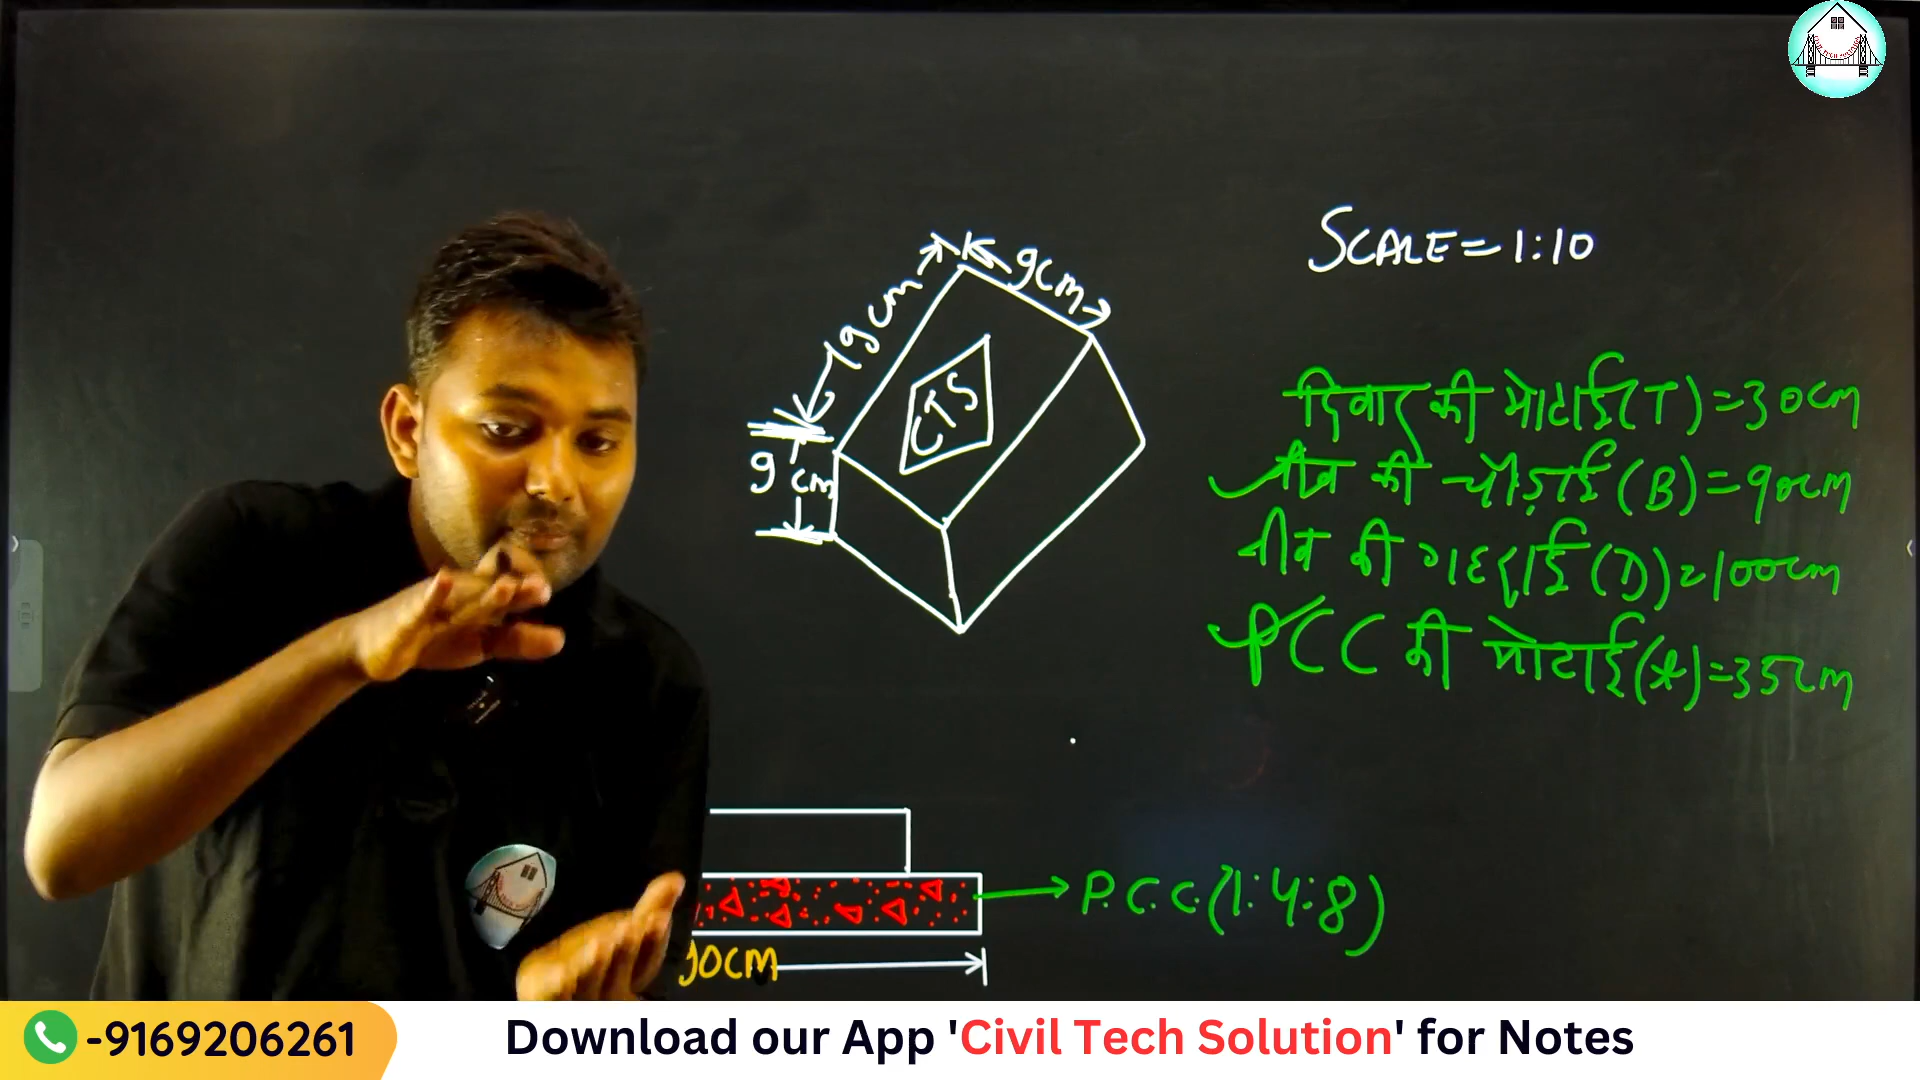 SCALE=1:10
9cm
19cm
9cm
CTS
दिवार की मोटाई(T)=30cm
नीव की चौड़ाई(B)=90cm
नीव की गहराई(D)=100cm
PCC की मोटाई(*)=35cm
P.C.C.(1:4:8)
90CM
-9169206261
Download our App 'Civil Tech Solution' for Notes